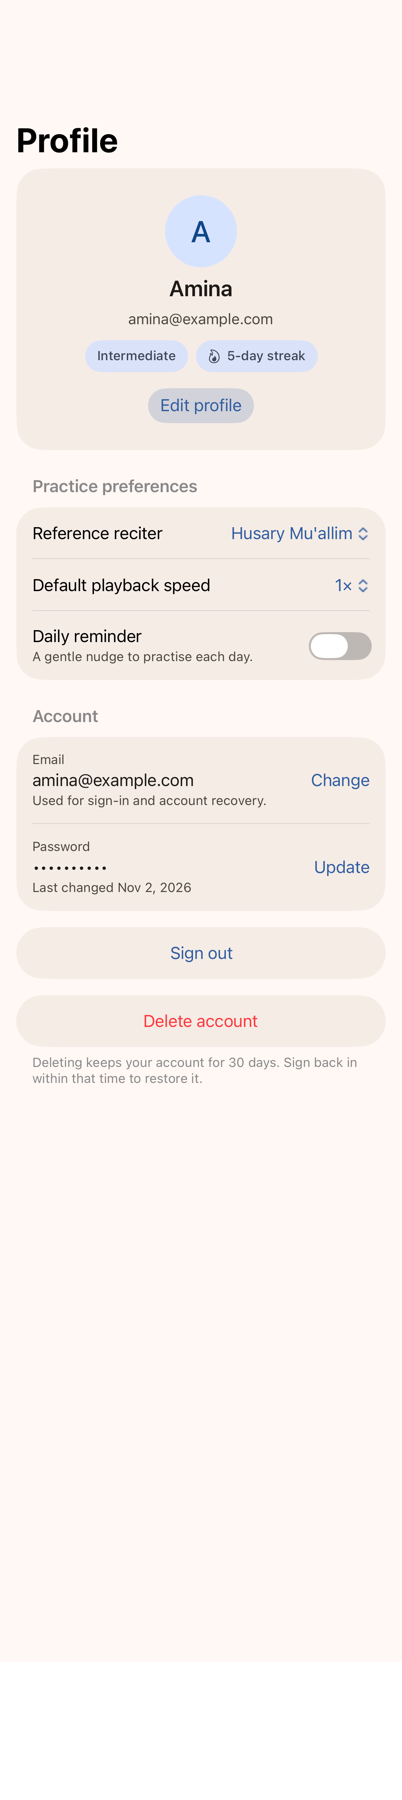 Profile
A
Amina
amina@example.com
Intermediate
5-day streak
Edit profile
Practice preferences
Reference reciter
Husary Mu'allim
Default playback speed
1×
Daily reminder
A gentle nudge to practise each day.
Account
Email
amina@example.com
Change
Used for sign-in and account recovery.
Password
••••••••••
Update
Last changed Nov 2, 2026
Sign out
Delete account
Deleting keeps your account for 30 days. Sign back in
within that time to restore it.